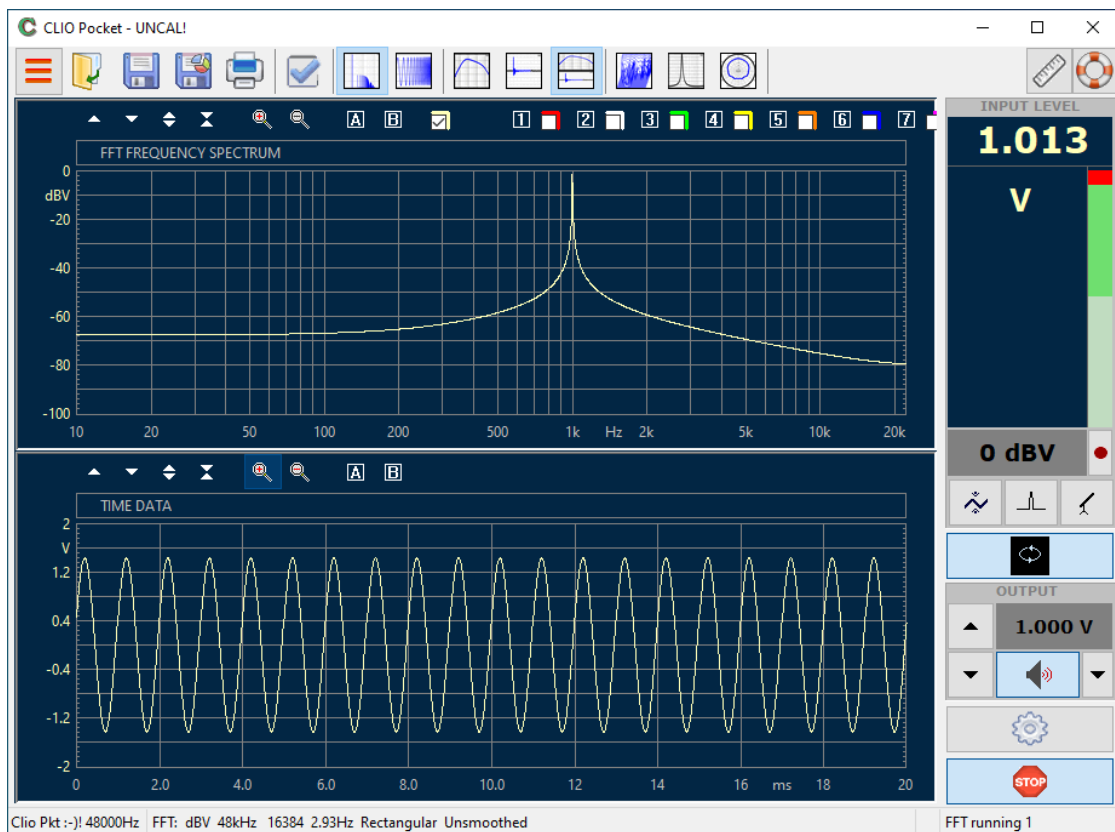 CLIO Pocket - UNCAL!
A B 1 2 3 4 5 6 7
FFT FREQUENCY SPECTRUM
0
dBV
-20
-40
-60
-80
-100
10 20 50 100 200 500 1k Hz 2k 5k 10k 20k
A B
TIME DATA
2
V
1.2
0.4
-0.4
-1.2
-2
0 2.0 4.0 6.0 8.0 10.0 12 14 16 ms 18 20
INPUT LEVEL
1.013
V
0 dBV
OUTPUT
1.000 V
STOP
Clio Pkt :-)! 48000Hz FFT: dBV 48kHz 16384 2.93Hz Rectangular Unsmoothed FFT running 1